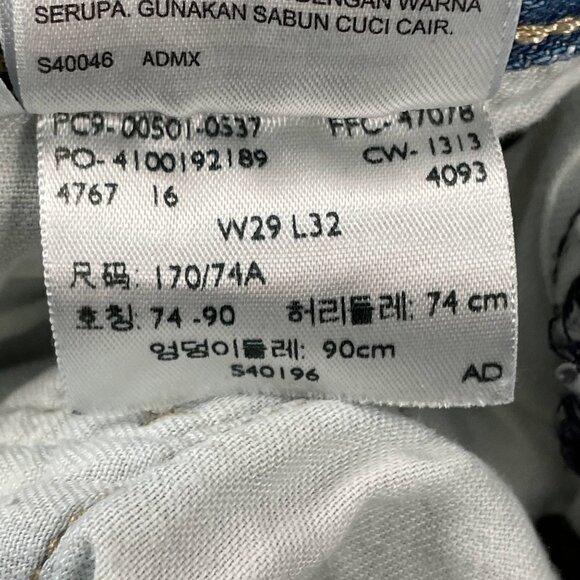 DENGAN WARNA
SERUPA. GUNAKAN SABUN CUCI CAIR.
S40046 ADMX
PC9-00501-0537 FFC-47078
PO-4100192189 CW-1313
4767 16 4093
W29 L32
尺码: 170/74A
호칭: 74 -90 허리둘레: 74 cm
엉덩이둘레: 90cm
S40196 AD